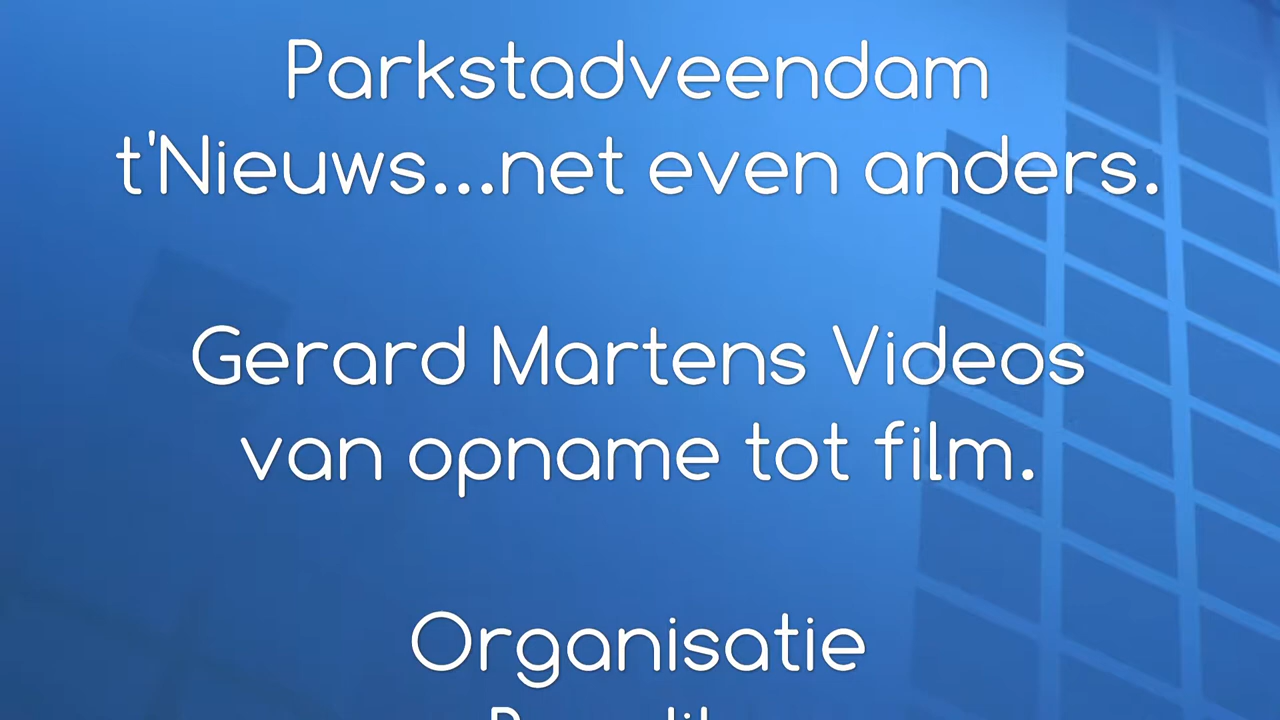 Parkstadveendam
t'Nieuws...net even anders.
Gerard Martens Videos
van opname tot film.
Organisatie